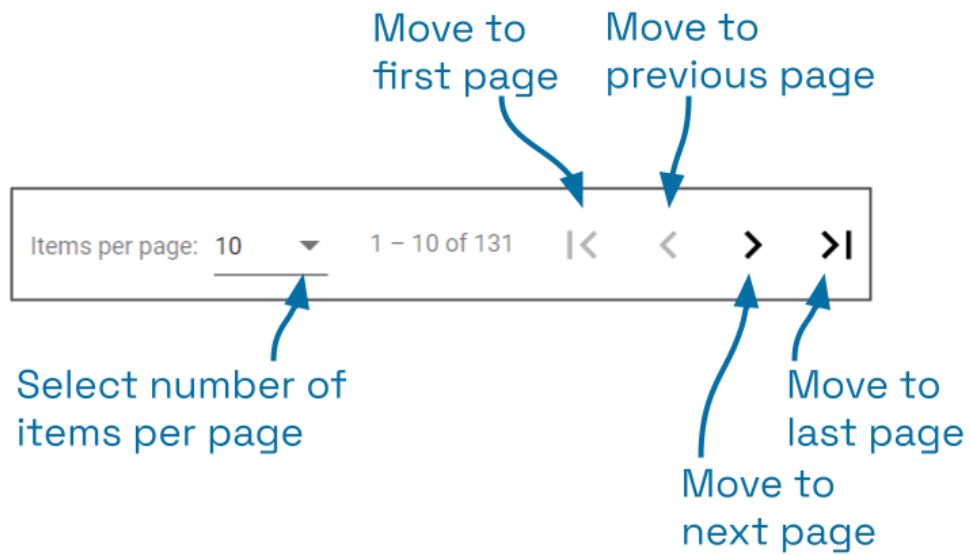 Move to
first page
Move to
previous page
Items per page: 10
1 – 10 of 131
Select number of
items per page
Move to
last page
Move to
next page